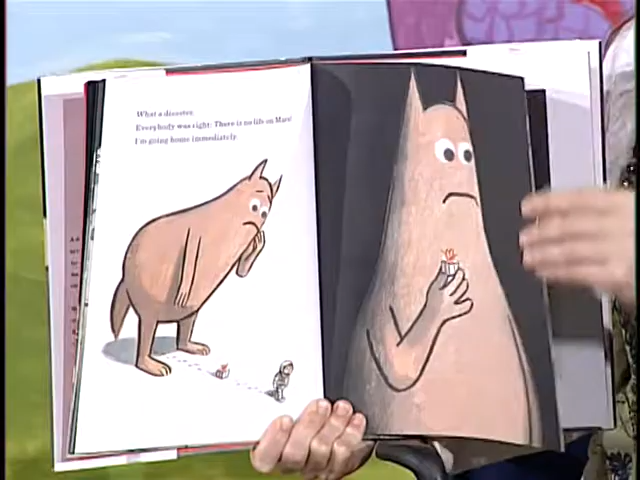 What a disaster.
Everybody was right: There is no life on Mars!
I'm going home immediately.